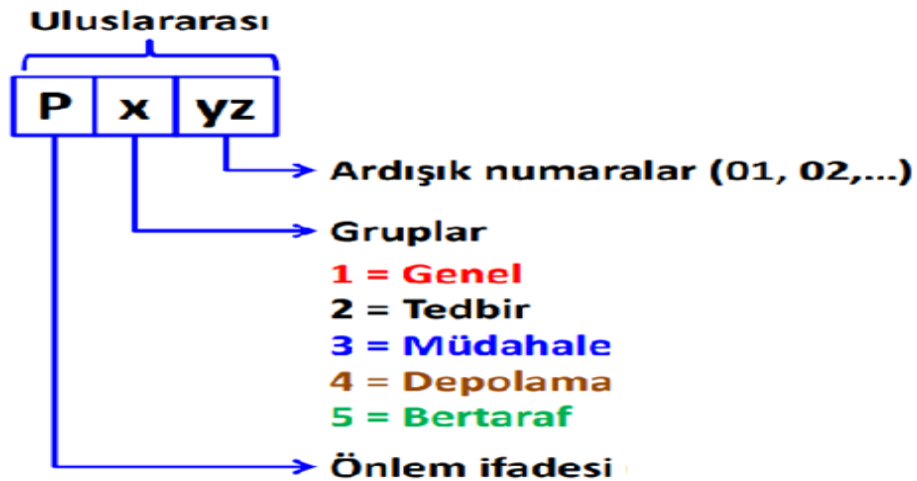 Uluslararası
P x yz
Ardışık numaralar (01, 02,...)
Gruplar
1 = Genel
2 = Tedbir
3 = Müdahale
4 = Depolama
5 = Bertaraf
Önlem ifadesi